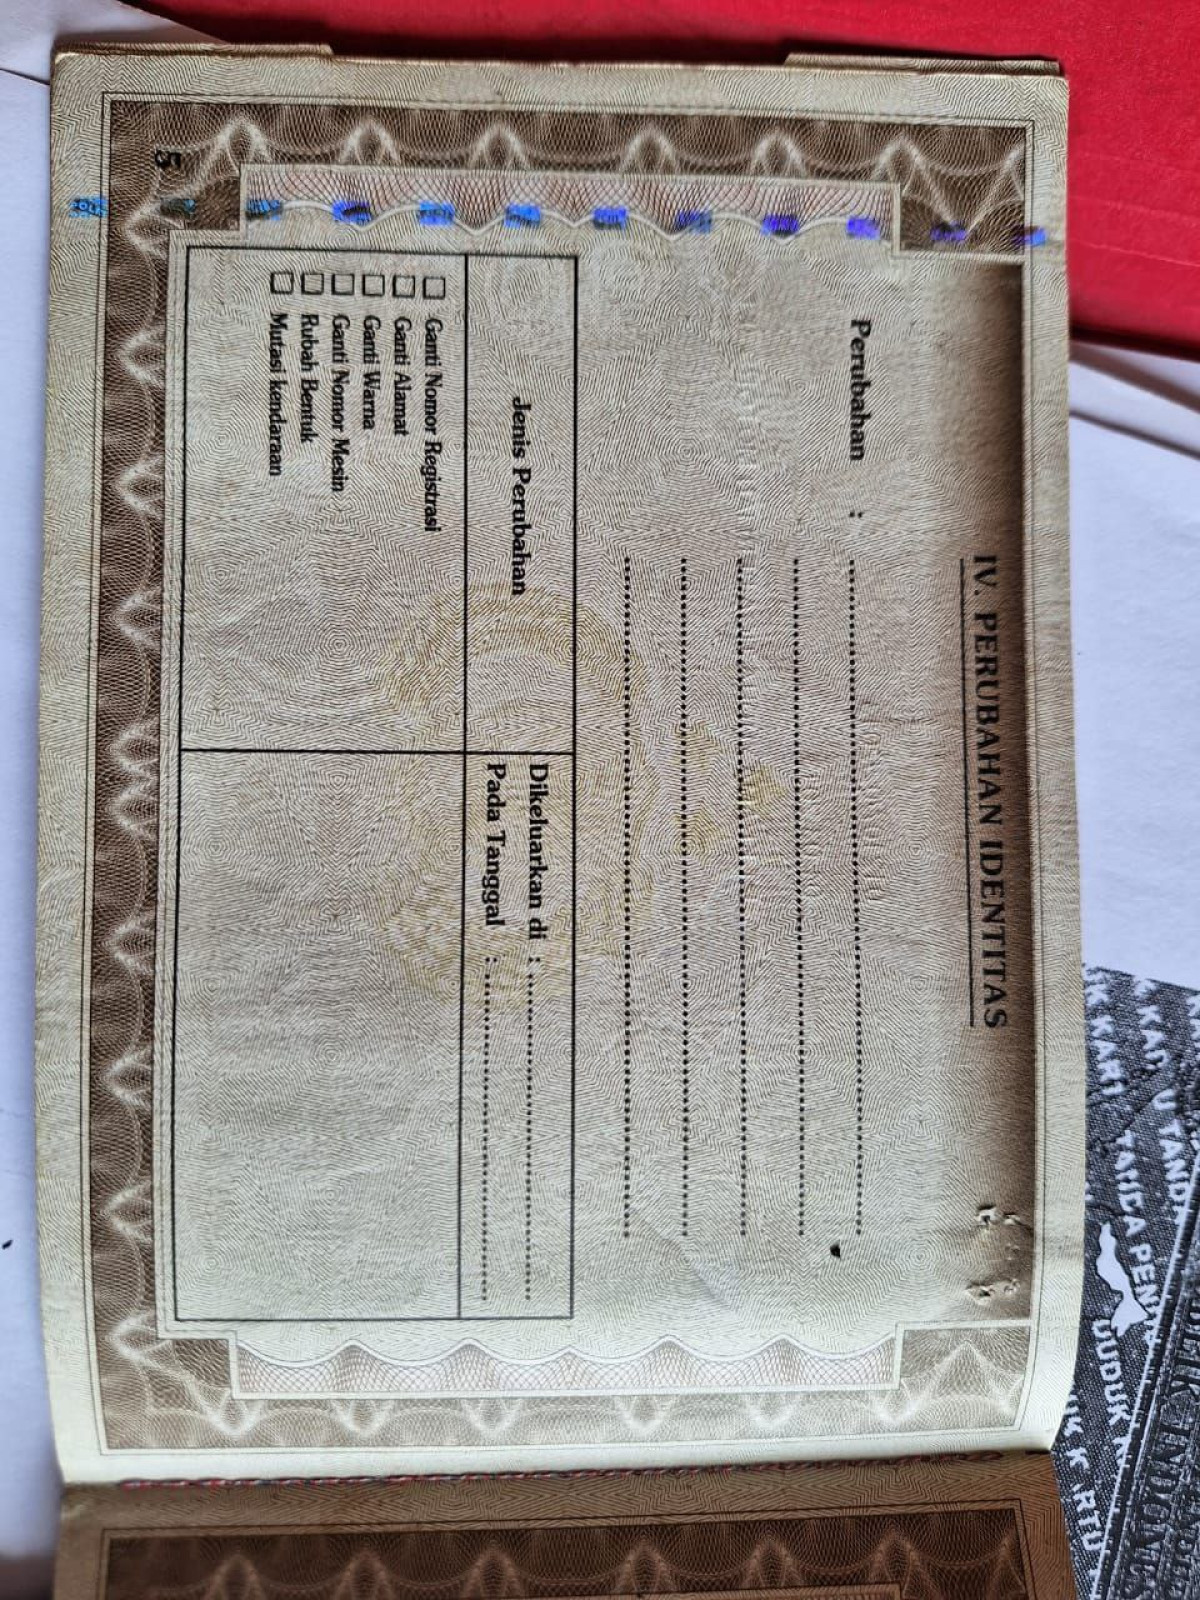 IV. PERUBAHAN IDENTITAS
Perubahan :
Jenis Perubahan
Dikeluarkan di :
Pada Tanggal :
Ganti Nomor Registrasi
Ganti Alamat
Ganti Warna
Ganti Nomor Mesin
Rubah Bentuk
Mutasi kendaraan
5